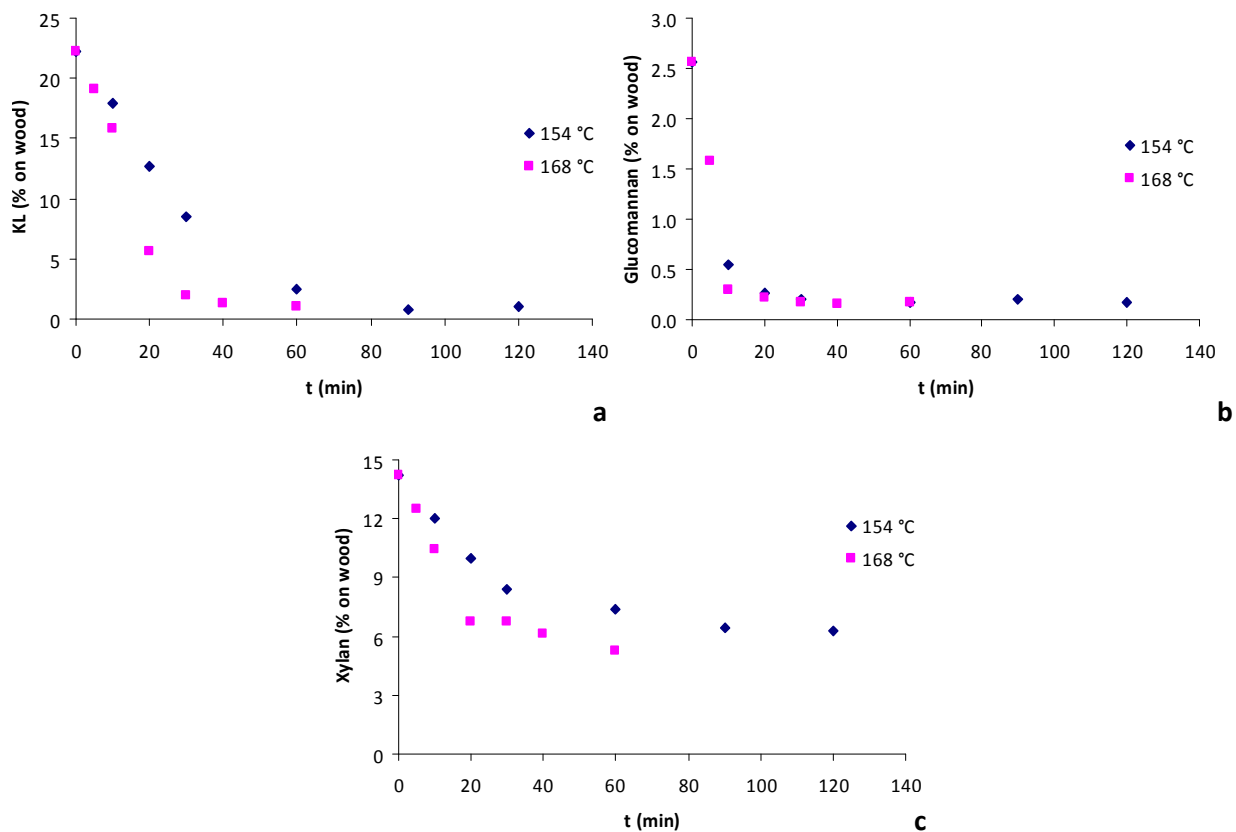 KL (% on wood)
25
20
15
10
5
0
0 20 40 60 80 100 120 140
t (min)
154 °C
168 °C
a
Glucomannan (% on wood)
3.0
2.5
2.0
1.5
1.0
0.5
0.0
0 20 40 60 80 100 120 140
t (min)
154 °C
168 °C
b
Xylan (% on wood)
15
12
9
6
3
0
0 20 40 60 80 100 120 140
t (min)
154 °C
168 °C
c